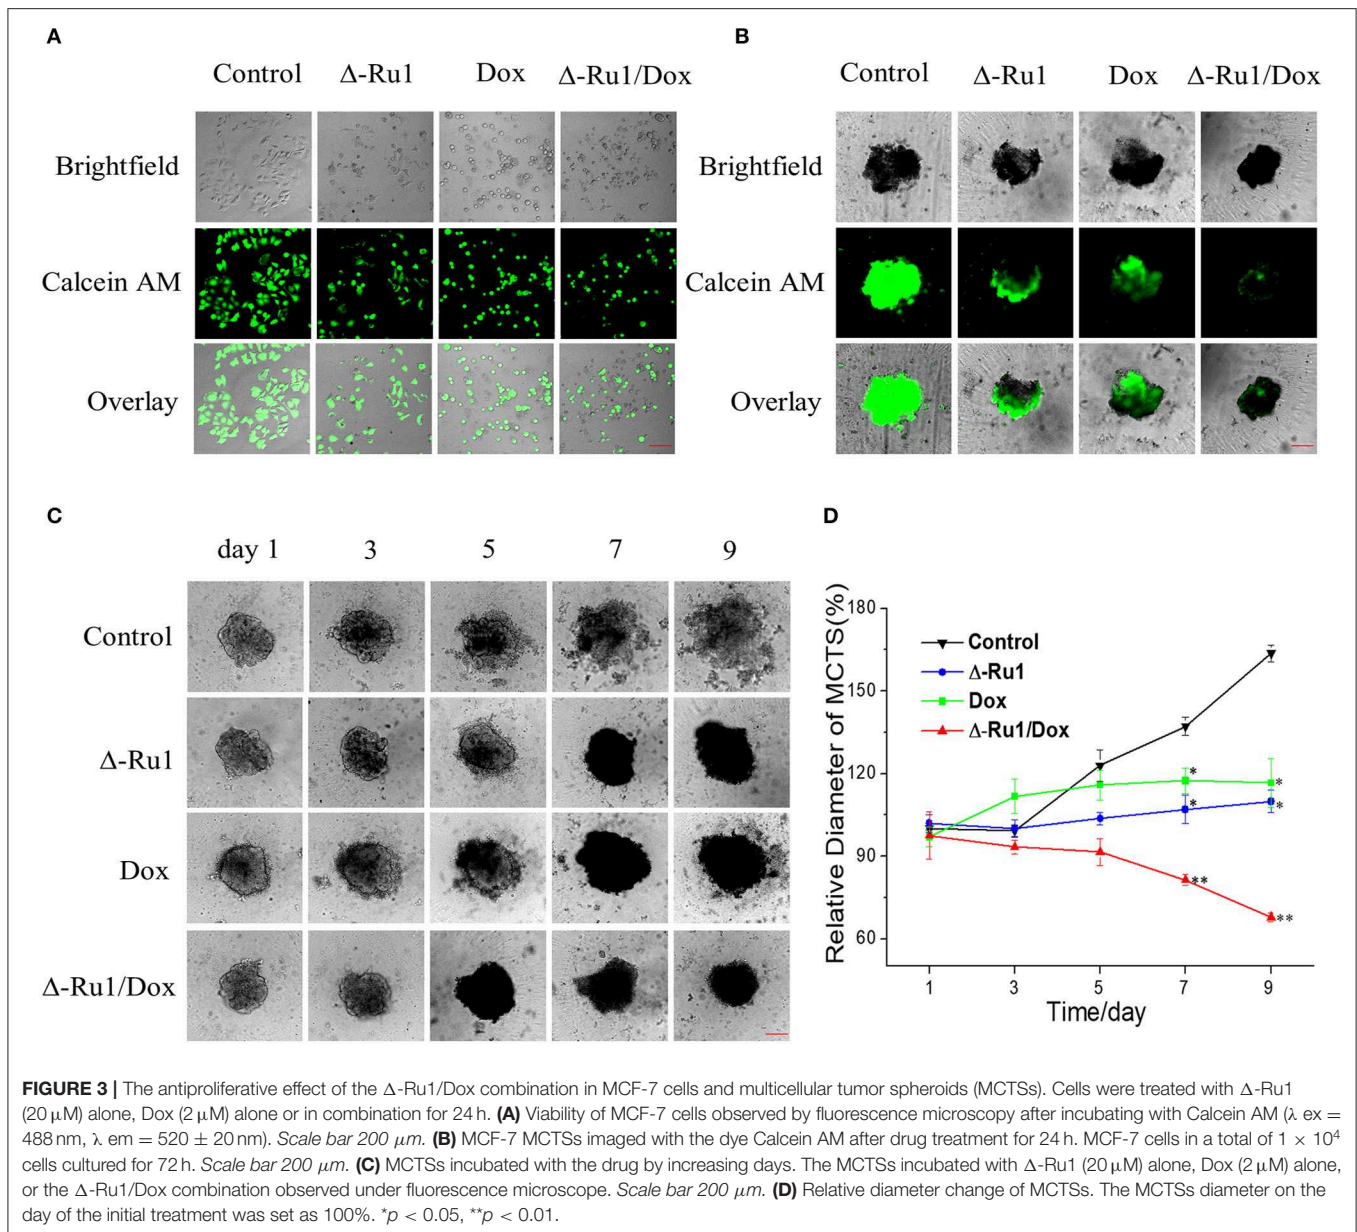 A
Control Δ-Ru1 Dox Δ-Ru1/Dox
Brightfield
Calcein AM
Overlay
B
Control Δ-Ru1 Dox Δ-Ru1/Dox
Brightfield
Calcein AM
Overlay
C
day 1 3 5 7 9
Control
Δ-Ru1
Dox
Δ-Ru1/Dox
D
Relative Diameter of MCTS(%)
180
150
120
90
60
Control
Δ-Ru1
Dox
Δ-Ru1/Dox
*
*
*
*
**
**
1 3 5 7 9
Time/day
FIGURE 3 | The antiproliferative effect of the Δ-Ru1/Dox combination in MCF-7 cells and multicellular tumor spheroids (MCTSs). Cells were treated with Δ-Ru1
(20 μM) alone, Dox (2 μM) alone or in combination for 24 h. (A) Viability of MCF-7 cells observed by fluorescence microscopy after incubating with Calcein AM (λ ex =
488 nm, λ em = 520 ± 20 nm). Scale bar 200 μm. (B) MCF-7 MCTSs imaged with the dye Calcein AM after drug treatment for 24 h. MCF-7 cells in a total of 1 × 10⁴
cells cultured for 72 h. Scale bar 200 μm. (C) MCTSs incubated with the drug by increasing days. The MCTSs incubated with Δ-Ru1 (20 μM) alone, Dox (2 μM) alone,
or the Δ-Ru1/Dox combination observed under fluorescence microscope. Scale bar 200 μm. (D) Relative diameter change of MCTSs. The MCTSs diameter on the
day of the initial treatment was set as 100%. *p < 0.05, **p < 0.01.